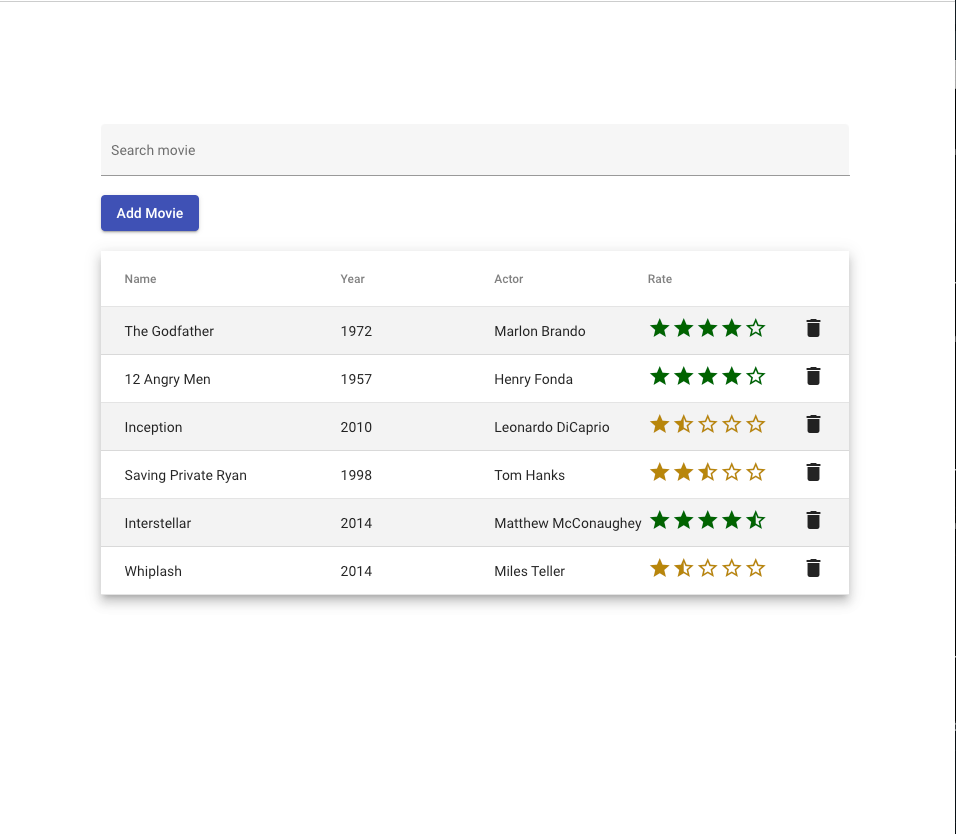 Search movie
Add Movie
Name Year Actor Rate
The Godfather 1972 Marlon Brando
12 Angry Men 1957 Henry Fonda
Inception 2010 Leonardo DiCaprio
Saving Private Ryan 1998 Tom Hanks
Interstellar 2014 Matthew McConaughey
Whiplash 2014 Miles Teller